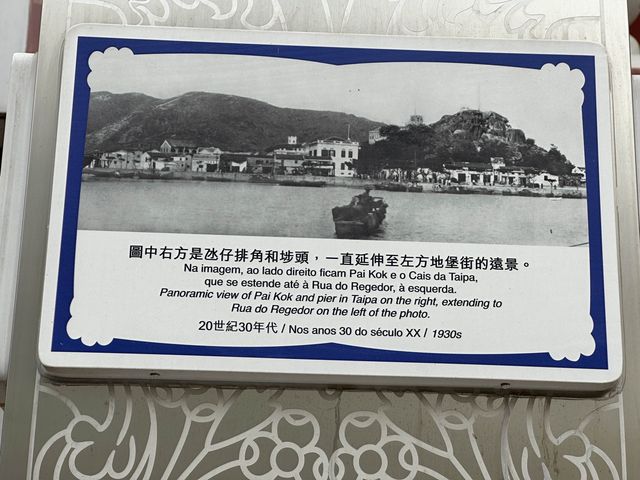 圖中右方是氹仔排角和埗頭，一直延伸至左方地堡街的遠景。
Na imagem, ao lado direito ficam Pai Kok e o Cais da Taipa,
que se estende até à Rua do Regedor, à esquerda.
Panoramic view of Pai Kok and pier in Taipa on the right, extending to
Rua do Regedor on the left of the photo.
20世紀30年代 / Nos anos 30 do século XX / 1930s